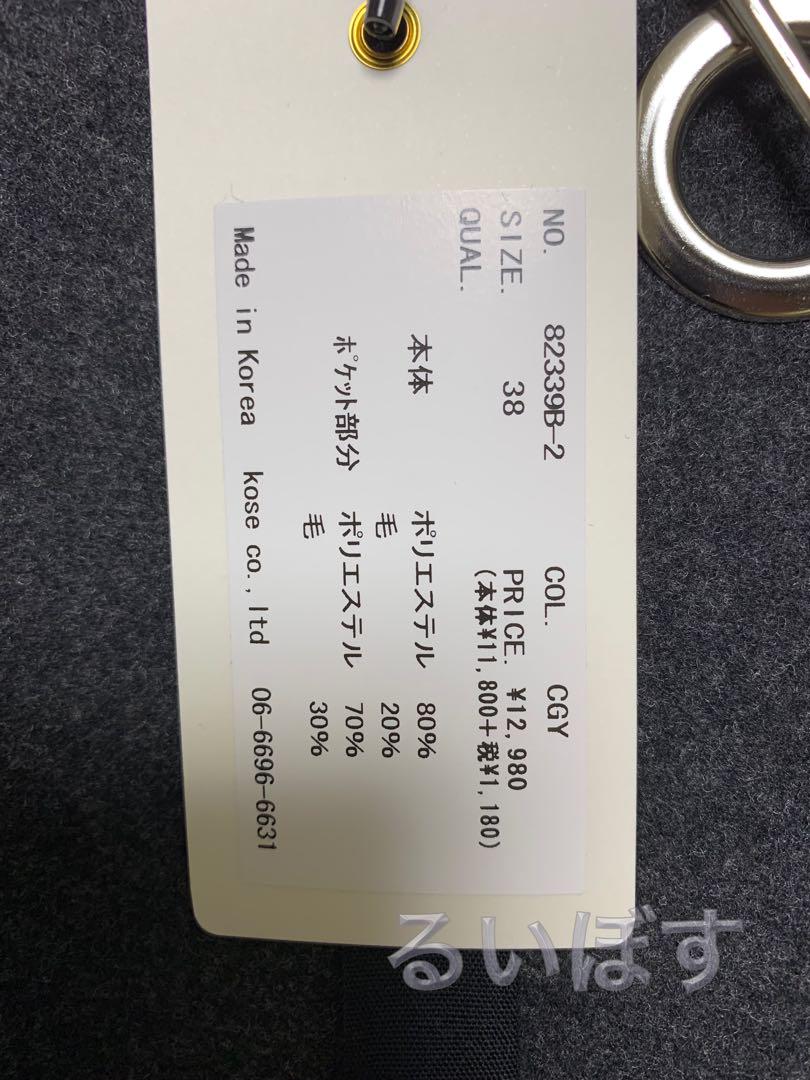 NO. 82339B-2 COL. CGY
SIZE. 38 PRICE. ¥12,980
QUAL. (本体¥11,800+税¥1,180)
本体 ポリエステル 80%
毛 20%
ﾎﾟｹｯﾄ部分 ポリエステル 70%
毛 30%
Made in Korea kose co.,ltd 06-6696-6631
るいぼす